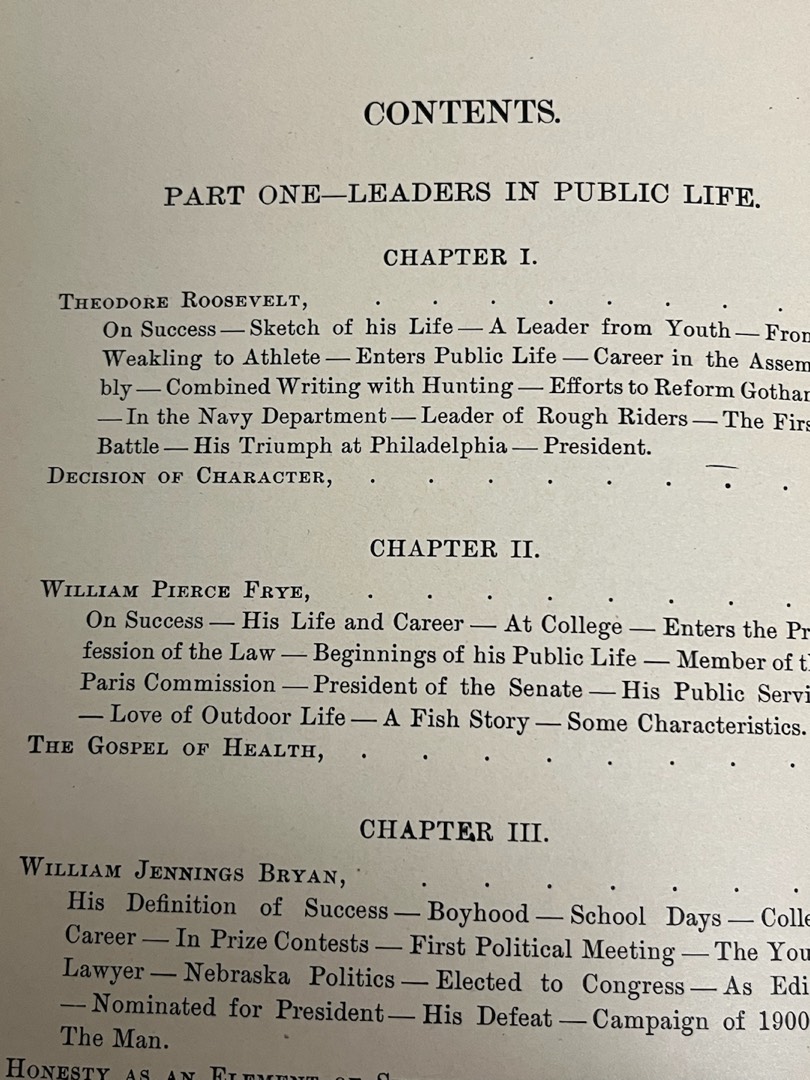 CONTENTS.
PART ONE—LEADERS IN PUBLIC LIFE.
CHAPTER I.
THEODORE ROOSEVELT, . . . . . . . .
On Success — Sketch of his Life — A Leader from Youth — From
Weakling to Athlete — Enters Public Life — Career in the Assem
bly — Combined Writing with Hunting — Efforts to Reform Gotham
— In the Navy Department — Leader of Rough Riders — The Firs
Battle — His Triumph at Philadelphia — President.
DECISION OF CHARACTER, . . . . . . . .
CHAPTER II.
WILLIAM PIERCE FRYE, . . . . . . . .
On Success — His Life and Career — At College — Enters the Pr
fession of the Law — Beginnings of his Public Life — Member of t
Paris Commission — President of the Senate — His Public Servi
— Love of Outdoor Life — A Fish Story — Some Characteristics.
THE GOSPEL OF HEALTH, . . . . . . . .
CHAPTER III.
WILLIAM JENNINGS BRYAN, . . . . . . .
His Definition of Success — Boyhood — School Days — Colle
Career — In Prize Contests — First Political Meeting — The You
Lawyer — Nebraska Politics — Elected to Congress — As Edi
— Nominated for President — His Defeat — Campaign of 1900
The Man.
HONESTY AS AN ELEMENT OF S